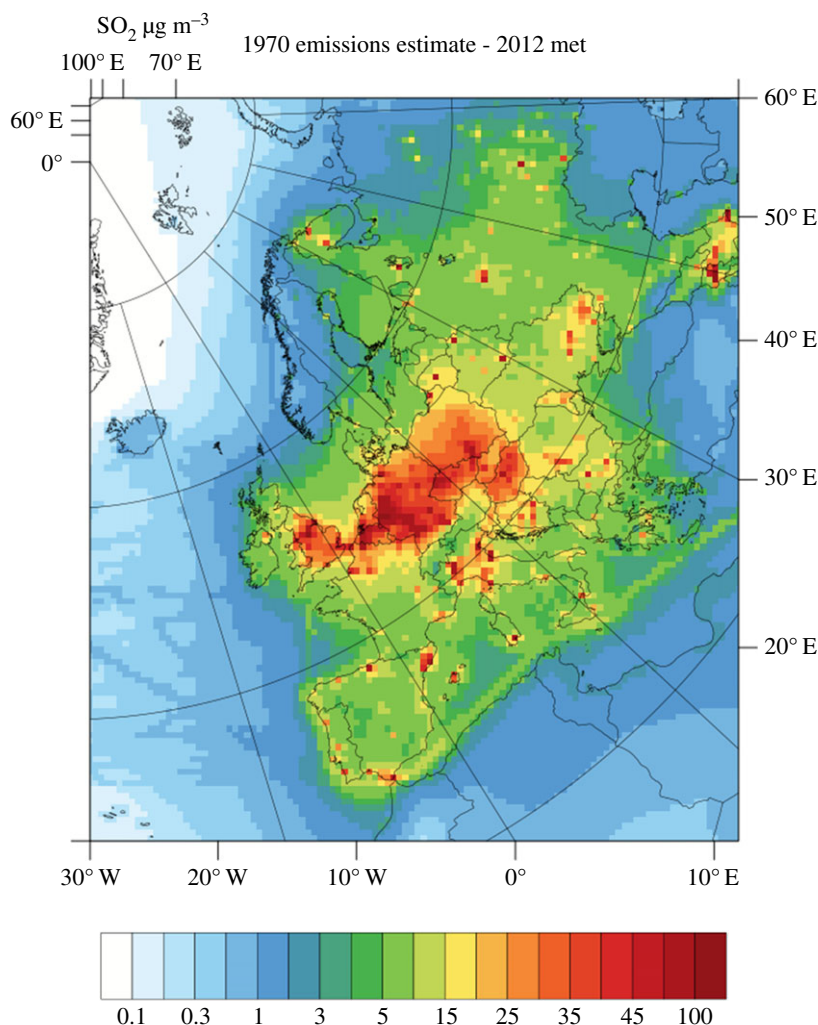 SO₂ µg m⁻³
1970 emissions estimate - 2012 met
100° E 70° E
60° E
0°
60° E
50° E
40° E
30° E
20° E
30° W 20° W 10° W 0° 10° E
0.1 0.3 1 3 5 15 25 35 45 100